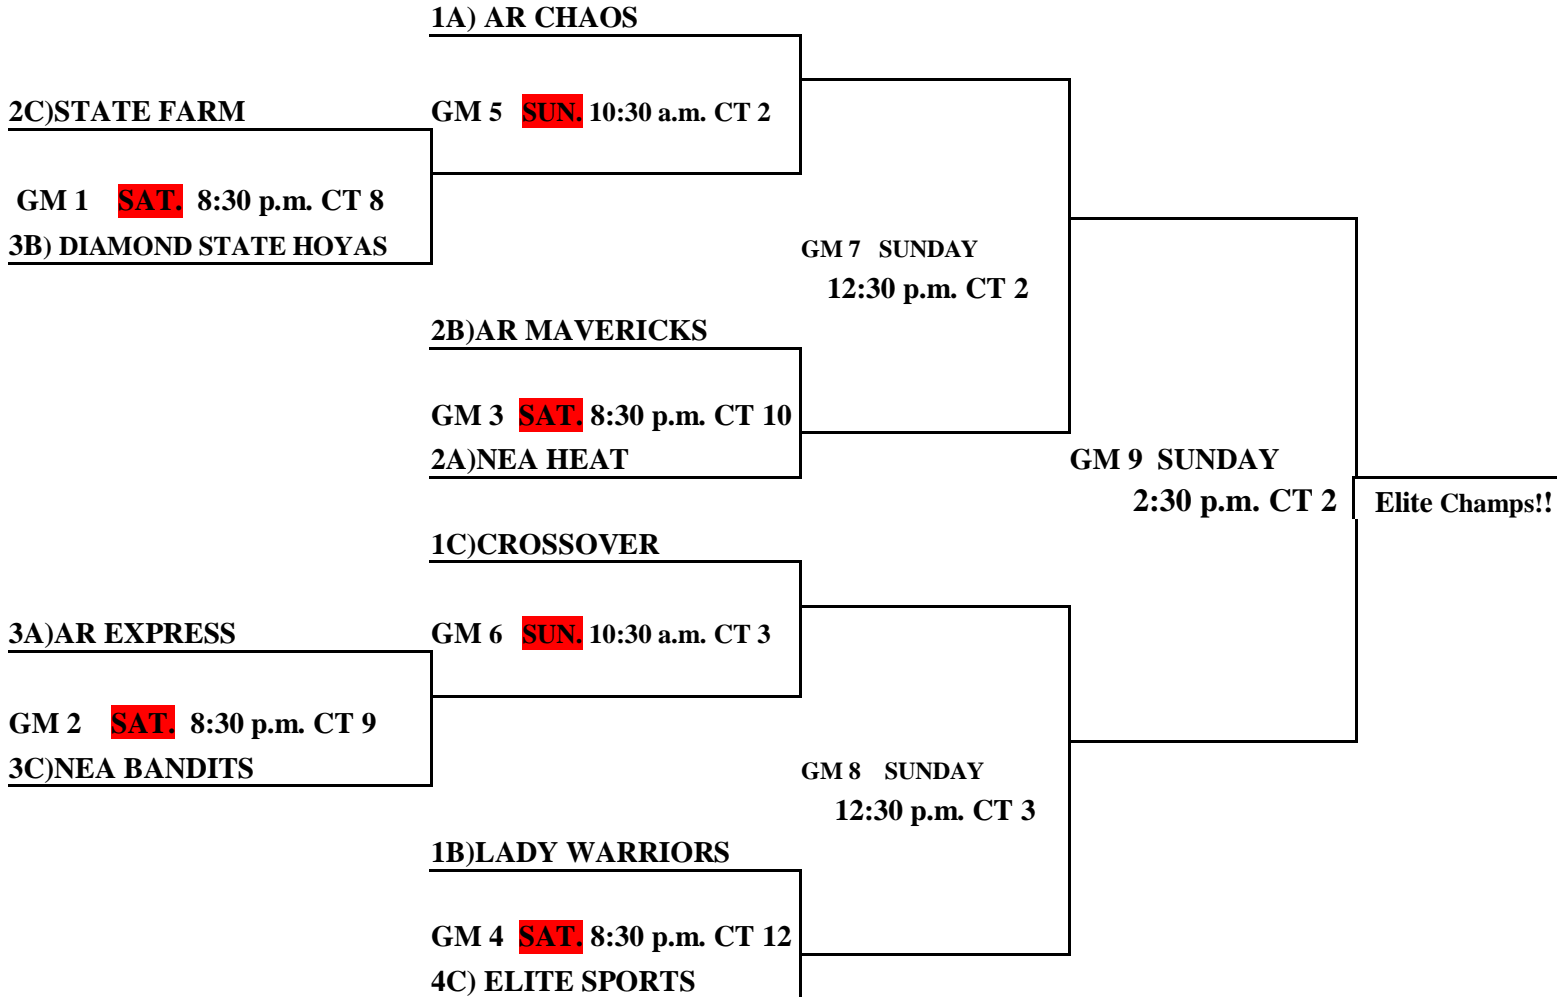 1A) AR CHAOS
2C)STATE FARM
GM 5 SUN. 10:30 a.m. CT 2
GM 1 SAT. 8:30 p.m. CT 8
3B) DIAMOND STATE HOYAS
GM 7 SUNDAY
12:30 p.m. CT 2
2B)AR MAVERICKS
GM 3 SAT. 8:30 p.m. CT 10
2A)NEA HEAT
GM 9 SUNDAY
2:30 p.m. CT 2
Elite Champs!!
1C)CROSSOVER
3A)AR EXPRESS
GM 6 SUN. 10:30 a.m. CT 3
GM 2 SAT. 8:30 p.m. CT 9
3C)NEA BANDITS
GM 8 SUNDAY
12:30 p.m. CT 3
1B)LADY WARRIORS
GM 4 SAT. 8:30 p.m. CT 12
4C) ELITE SPORTS